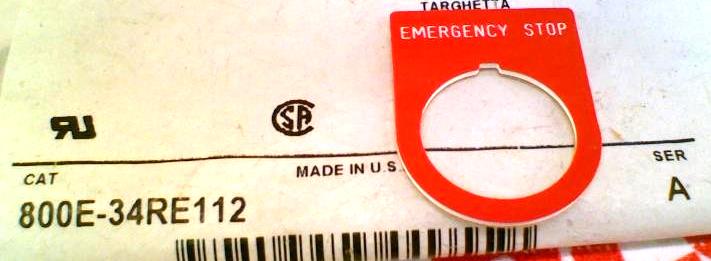 TARGHETTA
EMERGENCY STOP
MADE IN U.S.
SER
CAT
800E-34RE112
A